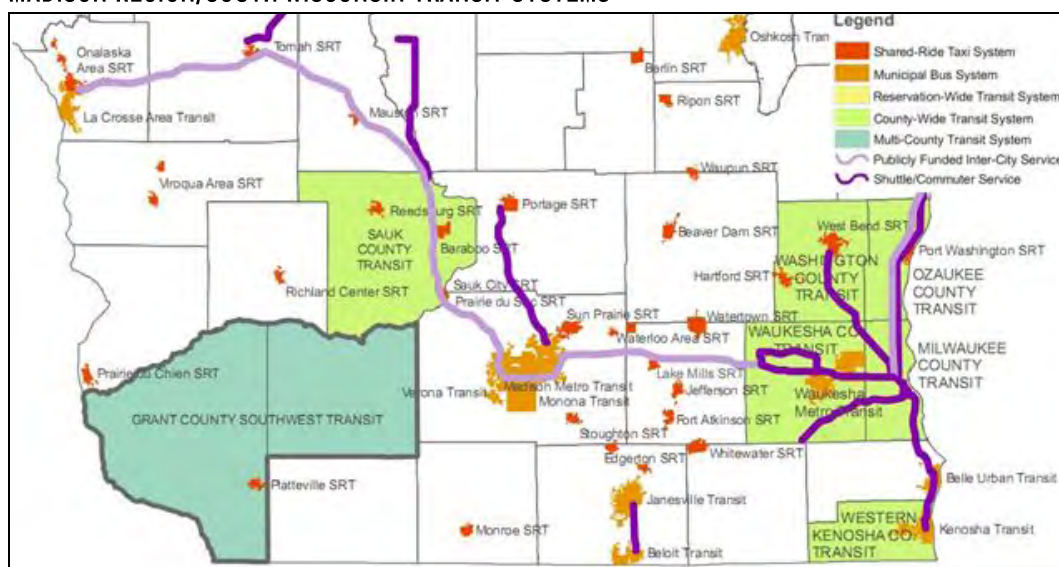 Legend
Shared-Ride Taxi System
Municipal Bus System
Reservation-Wide Transit System
County-Wide Transit System
Multi-County Transit System
Publicly Funded Inter-City Service
Shuttle/Commuter Service
Onalaska
Area SRT
Tomah SRT
Oshkosh Tran
Berlin SRT
La Crosse Area Transit
Mauston SRT
Ripon SRT
Viroqua Area SRT
Waupun SRT
Reedsburg SRT
Portage SRT
SAUK
COUNTY
TRANSIT
Baraboo SRT
Beaver Dam SRT
West Bend SRT
Port Washington SRT
WASHINGTON
COUNTY
TRANSIT
Hartford SRT
OZAUKEE
COUNTY
TRANSIT
Richland Center SRT
Sauk City SRT
Prairie du Sac SRT
Sun Prairie SRT
Watertown SRT
Waterloo Area SRT
WAUKESHA CO.
TRANSIT
MILWAUKEE
COUNTY
TRANSIT
Prairie du Chien SRT
Verona Transit
Madison Metro Transit
Monona Transit
Lake Mills SRT
Jefferson SRT
Waukesha
Metro Transit
GRANT COUNTY SOUTHWEST TRANSIT
Stoughton SRT
Fort Atkinson SRT
Edgerton SRT
Whitewater SRT
Platteville SRT
Janesville Transit
Belle Urban Transit
Monroe SRT
Beloit Transit
WESTERN
KENOSHA CO.
TRANSIT
Kenosha Transit